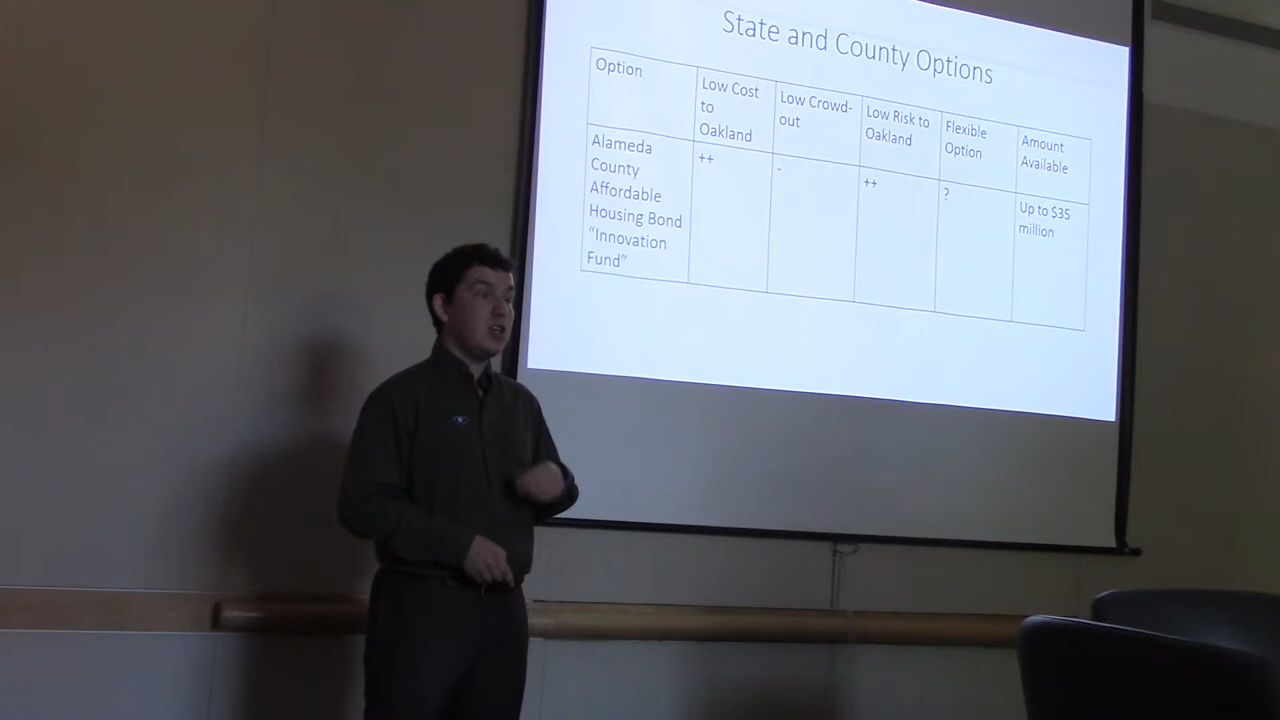 State and County Options
Option
Low Cost
to
Oakland
Low Crowd-
out
Low Risk to
Oakland
Flexible
Option
Amount
Available
Alameda
County
Affordable
Housing Bond
“Innovation
Fund”
++
-
++
?
Up to $35
million